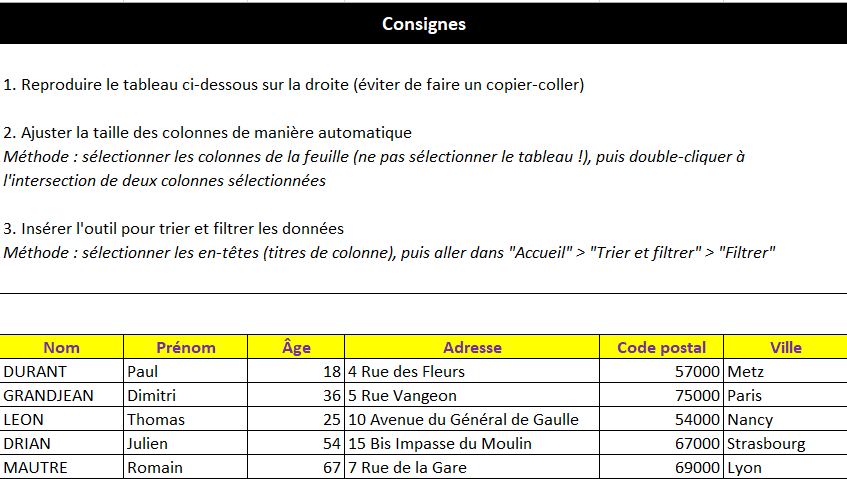 Consignes
1. Reproduire le tableau ci-dessous sur la droite (éviter de faire un copier-coller)
2. Ajuster la taille des colonnes de manière automatique
Méthode : sélectionner les colonnes de la feuille (ne pas sélectionner le tableau !), puis double-cliquer à
l'intersection de deux colonnes sélectionnées
3. Insérer l'outil pour trier et filtrer les données
Méthode : sélectionner les en-têtes (titres de colonne), puis aller dans "Accueil" > "Trier et filtrer" > "Filtrer"
Nom Prénom Âge Adresse Code postal Ville
DURANT Paul 18 4 Rue des Fleurs 57000 Metz
GRANDJEAN Dimitri 36 5 Rue Vangeon 75000 Paris
LEON Thomas 25 10 Avenue du Général de Gaulle 54000 Nancy
DRIAN Julien 54 15 Bis Impasse du Moulin 67000 Strasbourg
MAUTRE Romain 67 7 Rue de la Gare 69000 Lyon